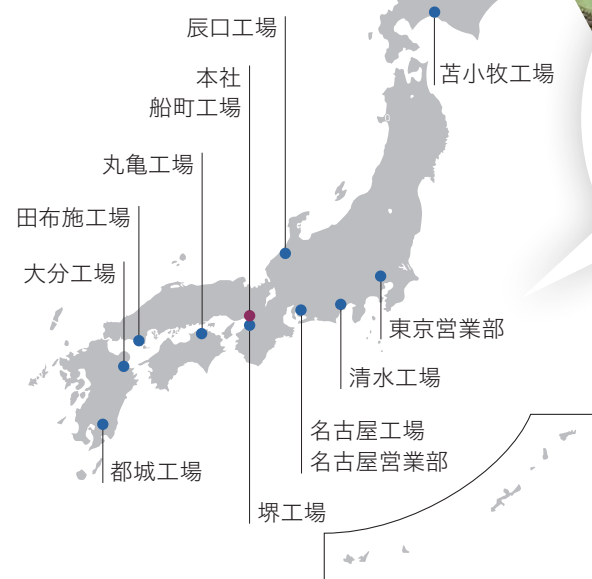 辰口工場
苫小牧工場
本社
船町工場
丸亀工場
田布施工場
大分工場
東京営業部
清水工場
名古屋工場
名古屋営業部
都城工場
堺工場